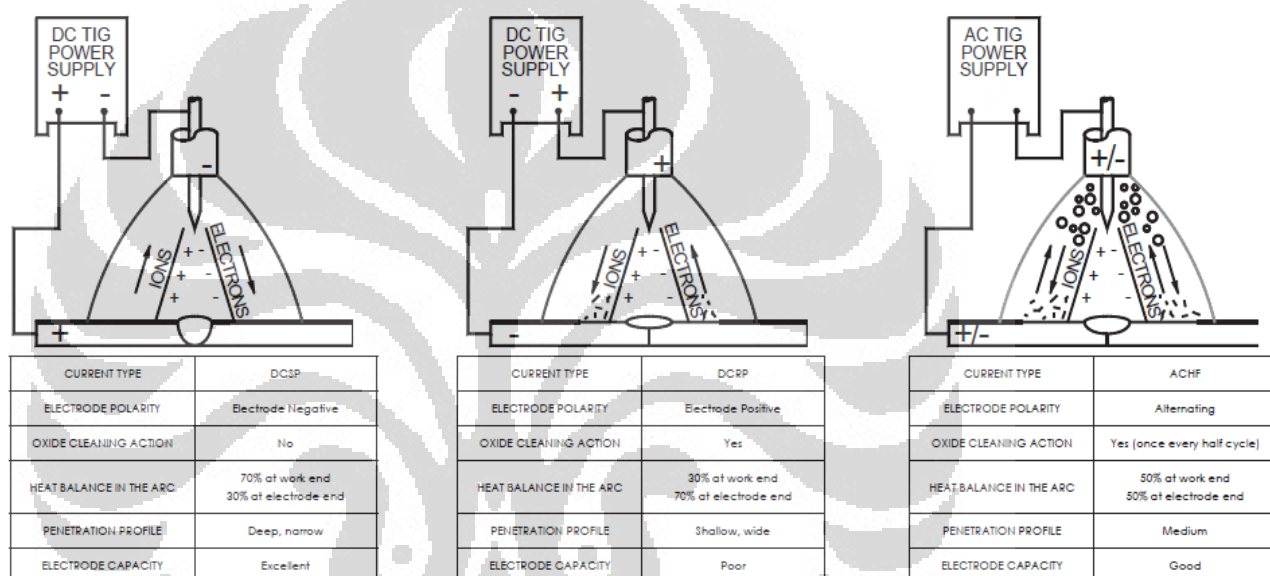 DC TIG
POWER
SUPPLY
+ -
-
IONS
ELECTRONS
+ -
+ -
+ -
+
CURRENT TYPE DCSP
ELECTRODE POLARITY Electrode Negative
OXIDE CLEANING ACTION No
HEAT BALANCE IN THE ARC 70% at work end
30% at electrode end
PENETRATION PROFILE Deep, narrow
ELECTRODE CAPACITY Excellent
DC TIG
POWER
SUPPLY
- +
+
IONS
ELECTRONS
+ -
+ -
+ -
-
CURRENT TYPE DCRP
ELECTRODE POLARITY Electrode Positive
OXIDE CLEANING ACTION Yes
HEAT BALANCE IN THE ARC 30% at work end
70% at electrode end
PENETRATION PROFILE Shallow, wide
ELECTRODE CAPACITY Poor
AC TIG
POWER
SUPPLY
+/-
IONS
ELECTRONS
+ -
+ -
+ -
+/-
CURRENT TYPE ACHF
ELECTRODE POLARITY Alternating
OXIDE CLEANING ACTION Yes (once every half cycle)
HEAT BALANCE IN THE ARC 50% at work end
50% at electrode end
PENETRATION PROFILE Medium
ELECTRODE CAPACITY Good